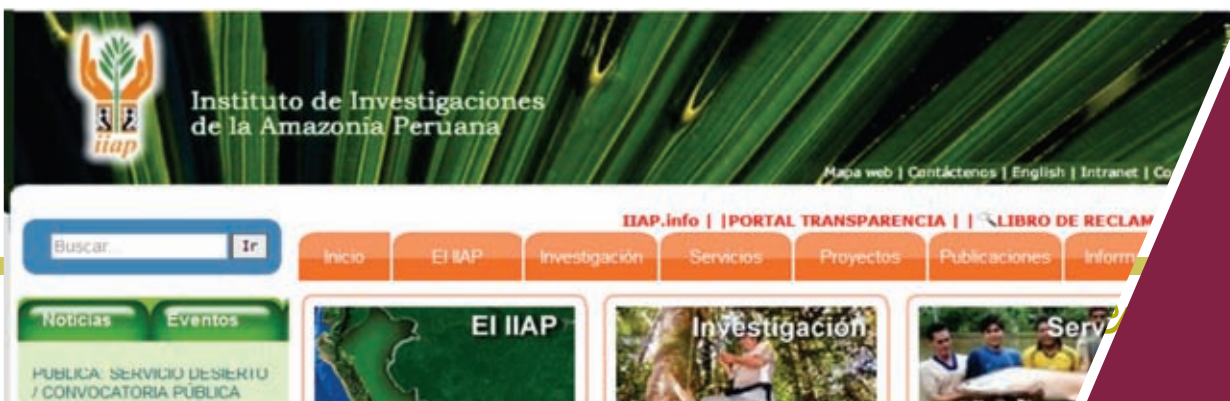 iiap
Instituto de Investigaciones
de la Amazonía Peruana
Mapa web | Contáctenos | English | Intranet | Co
IIAP.info | | PORTAL TRANSPARENCIA | | LIBRO DE RECLAM
Buscar... Ir
Inicio El IIAP Investigación Servicios Proyectos Publicaciones Inform
Noticias Eventos
El IIAP Investigación Serv
PÚBLICA: SERVICIO DESIERTO
/ CONVOCATORIA PÚBLICA